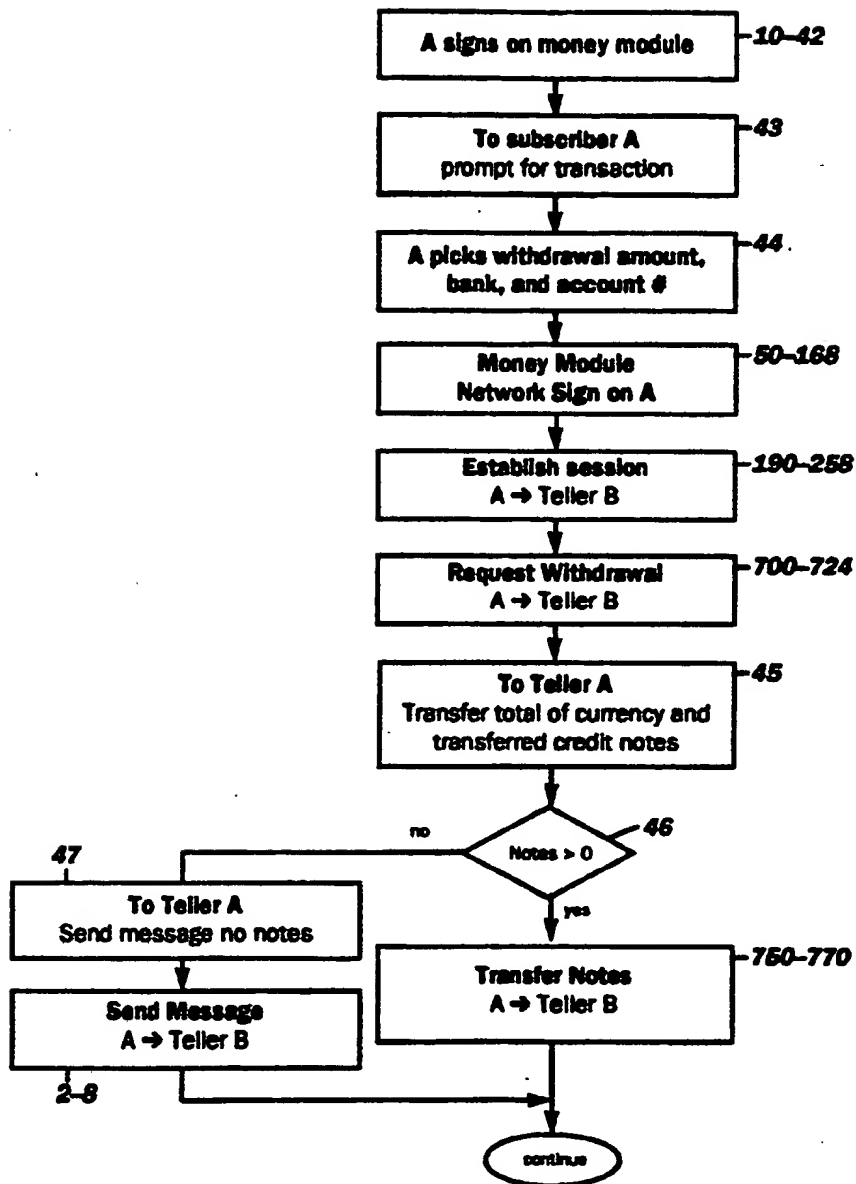 A signs on money module
10-42
To subscriber A
prompt for transaction
43
A picks withdrawal amount,
bank, and account #
44
Money Module
Network Sign on A
50-168
Establish session
A → Teller B
190-258
Request Withdrawal
A → Teller B
700-724
To Teller A
Transfer total of currency and
transferred credit notes
45
Notes > 0
46
no
yes
47
To Teller A
Send message no notes
Send Message
A → Teller B
2-8
Transfer Notes
A → Teller B
750-770
continue